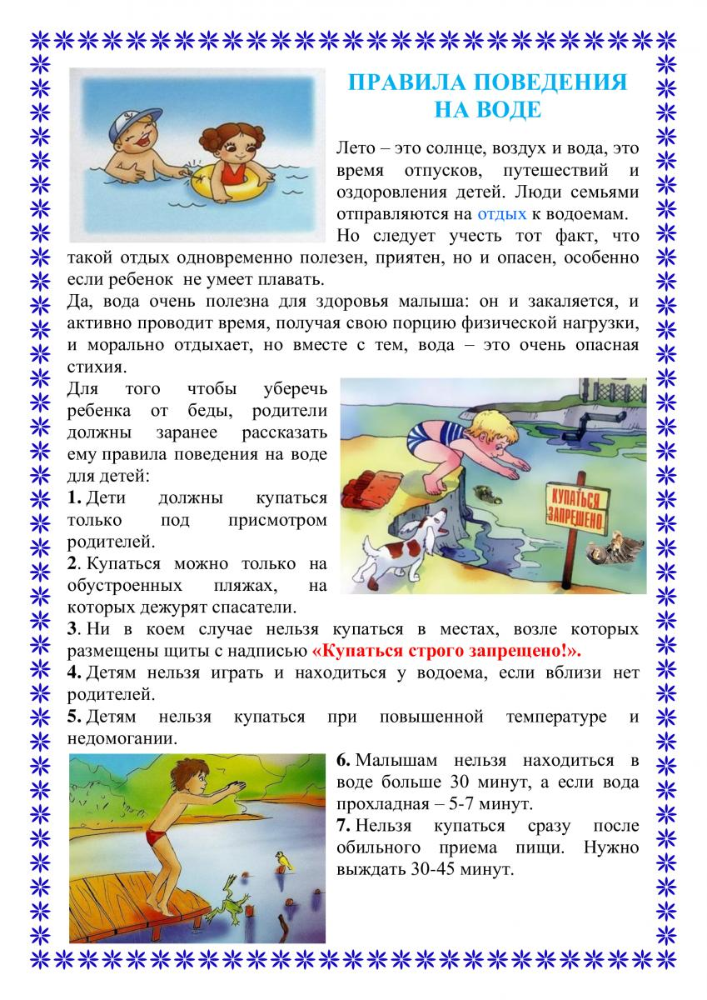 ПРАВИЛА ПОВЕДЕНИЯ
НА ВОДЕ
Лето – это солнце, воздух и вода, это
время отпусков, путешествий и
оздоровления детей. Люди семьями
отправляются на отдых к водоемам.
Но следует учесть тот факт, что
такой отдых одновременно полезен, приятен, но и опасен, особенно
если ребенок не умеет плавать.
Да, вода очень полезна для здоровья малыша: он и закаляется, и
активно проводит время, получая свою порцию физической нагрузки,
и морально отдыхает, но вместе с тем, вода – это очень опасная
стихия.
Для того чтобы уберечь
ребенка от беды, родители
должны заранее рассказать
ему правила поведения на воде
для детей:
1. Дети должны купаться
только под присмотром
родителей.
2. Купаться можно только на
обустроенных пляжах, на
которых дежурят спасатели.
КУПАТЬСЯ
ЗАПРЕШЕНО
3. Ни в коем случае нельзя купаться в местах, возле которых
размещены щиты с надписью «Купаться строго запрещено!».
4. Детям нельзя играть и находиться у водоема, если вблизи нет
родителей.
5. Детям нельзя купаться при повышенной температуре и
недомогании.
6. Малышам нельзя находиться в
воде больше 30 минут, а если вода
прохладная – 5-7 минут.
7. Нельзя купаться сразу после
обильного приема пищи. Нужно
выждать 30-45 минут.